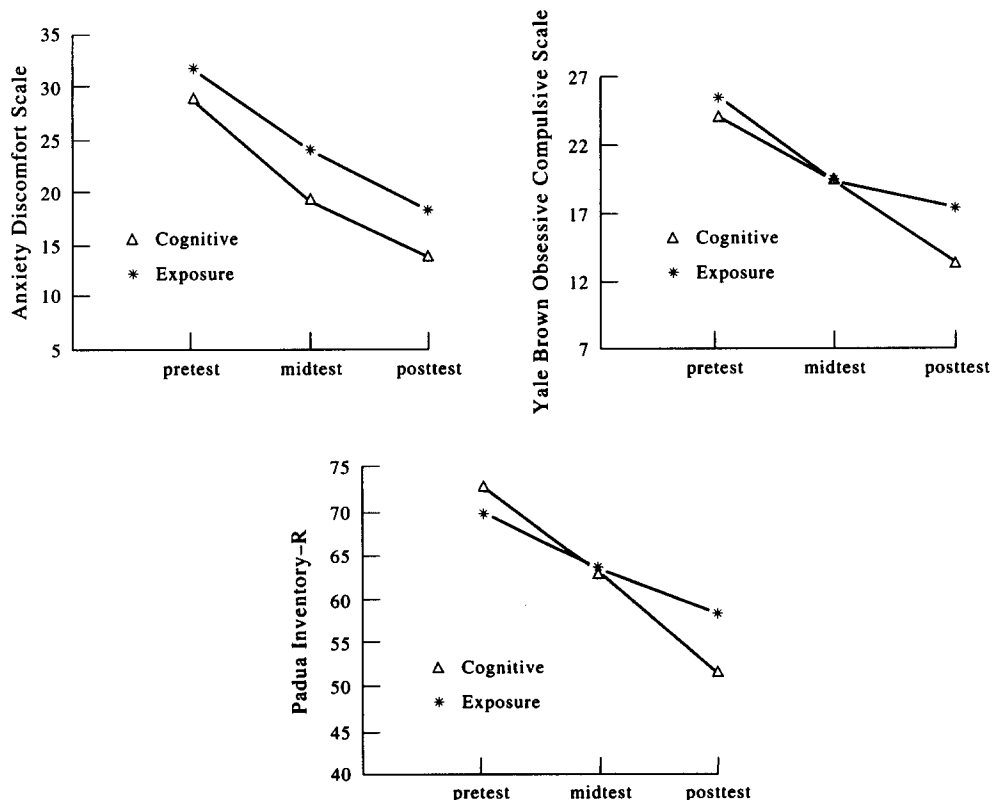 Anxiety Discomfort Scale
35
30
25
20
15
10
5
△ Cognitive
* Exposure
pretest midtest posttest
Yale Brown Obsessive Compulsive Scale
27
22
17
12
7
△ Cognitive
* Exposure
pretest midtest posttest
Padua Inventory–R
75
70
65
60
55
50
45
40
△ Cognitive
* Exposure
pretest midtest posttest